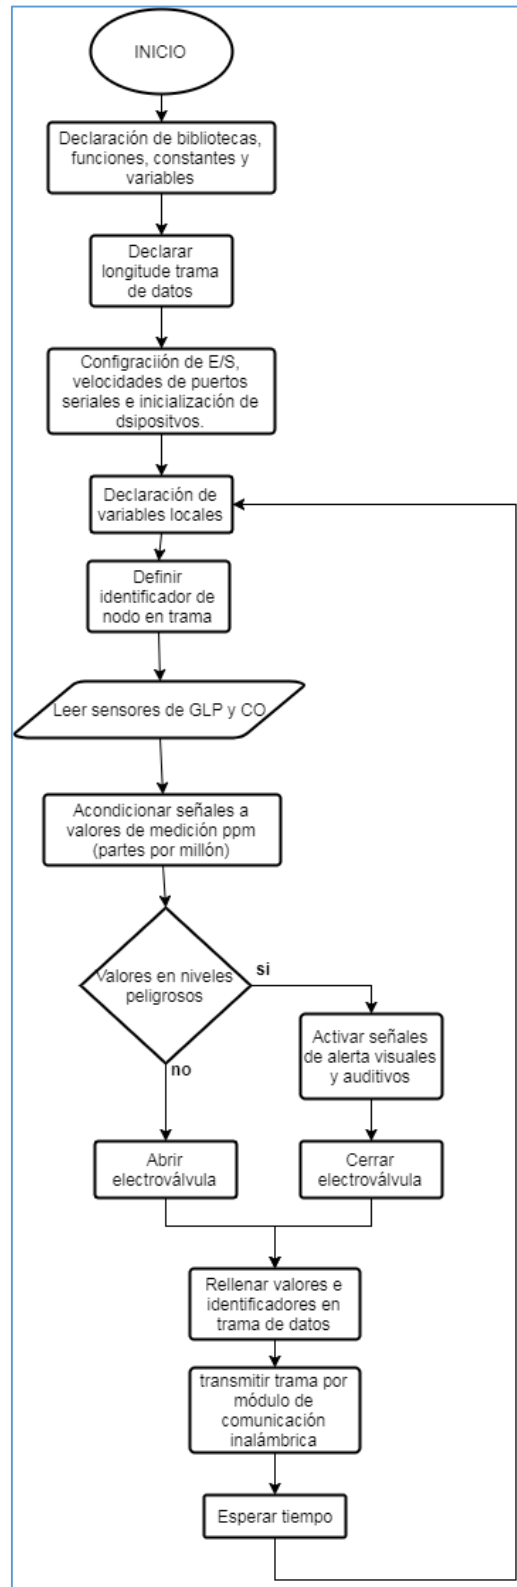 INICIO
Declaración de bibliotecas,
funciones, constantes y
variables
Declarar
longitude trama
de datos
Configraciión de E/S,
velocidades de puertos
seriales e inicialización de
dsipositvos.
Declaración de
variables locales
Definir
identificador de
nodo en trama
Leer sensores de GLP y CO
Acondicionar señales a
valores de medición ppm
(partes por millón)
Valores en niveles
peligrosos
si
no
Activar señales
de alerta visuales
y auditivos
Abrir
electroválvula
Cerrar
electroválvula
Rellenar valores e
identificadores en
trama de datos
transmitir trama por
módulo de
comunicación
inalámbrica
Esperar tiempo